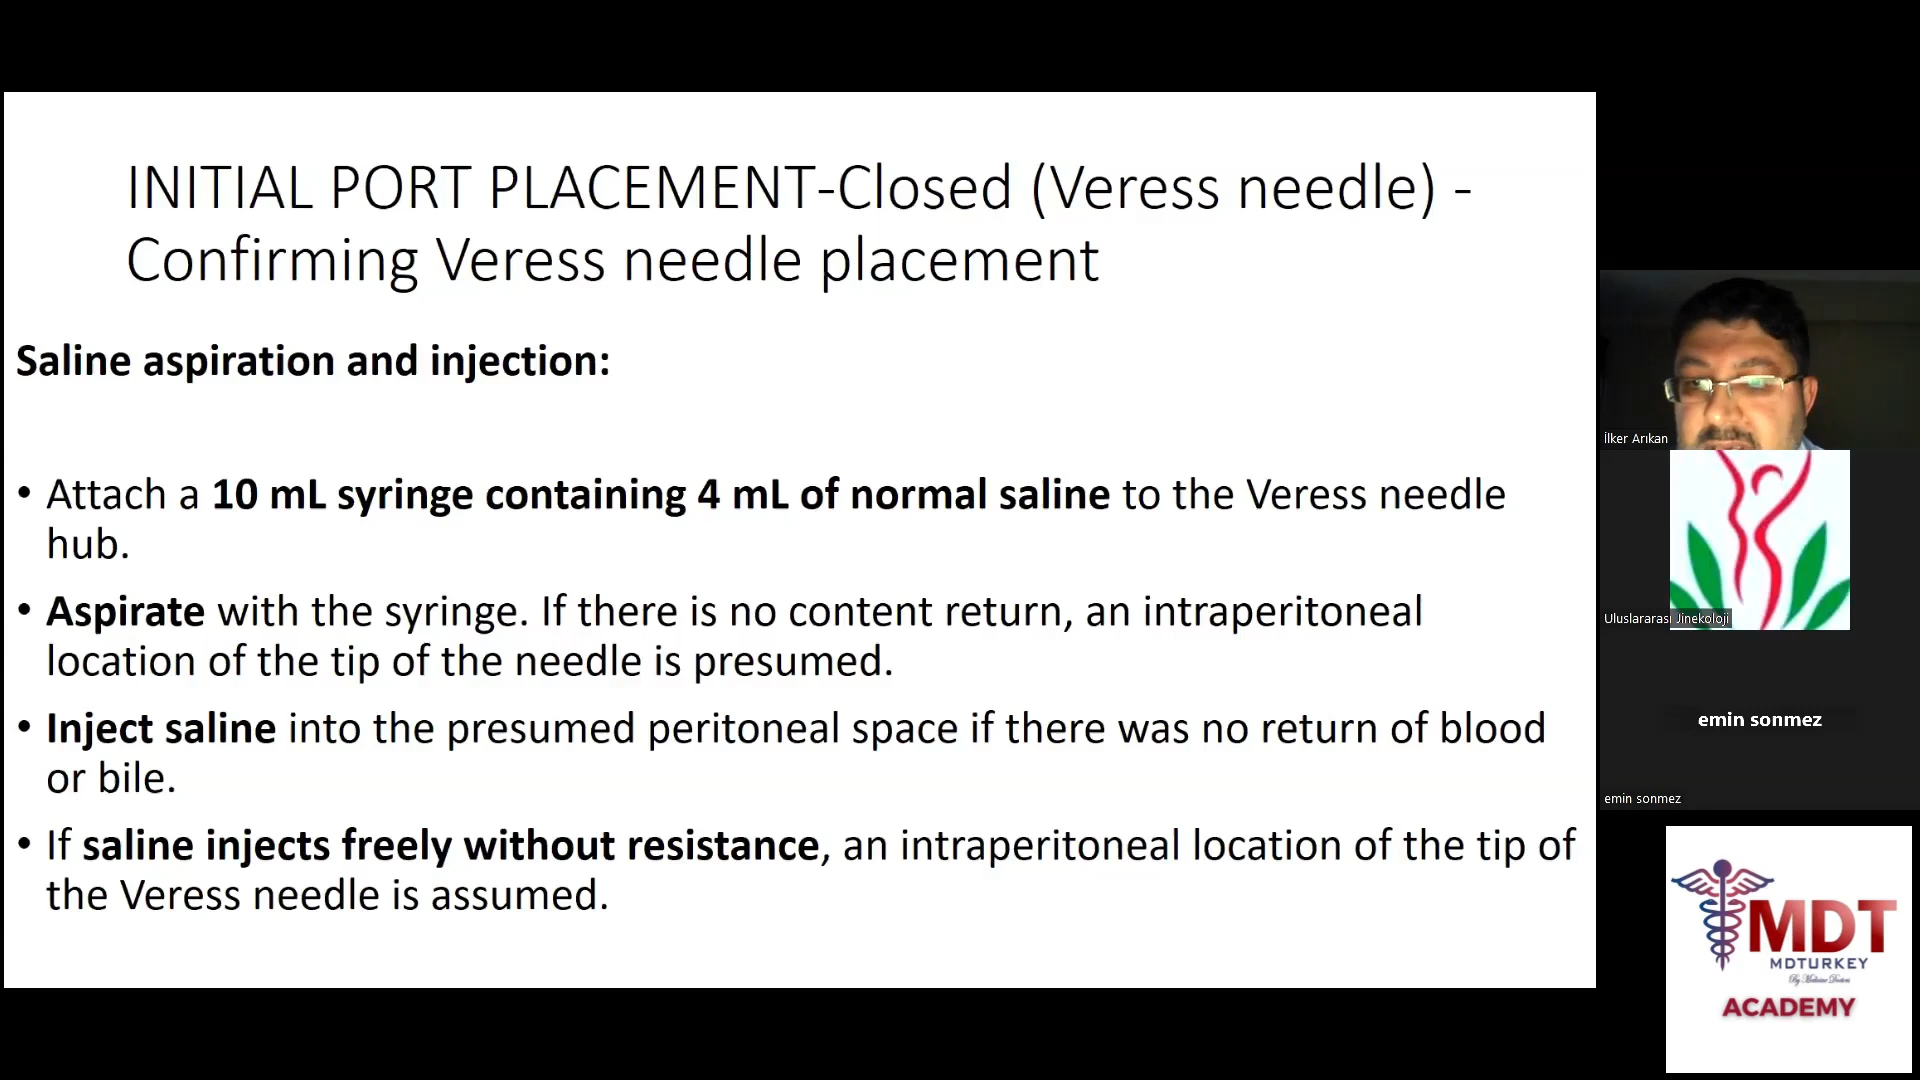 INITIAL PORT PLACEMENT-Closed (Veress needle) -
Confirming Veress needle placement
Saline aspiration and injection:
• Attach a 10 mL syringe containing 4 mL of normal saline to the Veress needle
hub.
• Aspirate with the syringe. If there is no content return, an intraperitoneal
location of the tip of the needle is presumed.
• Inject saline into the presumed peritoneal space if there was no return of blood
or bile.
• If saline injects freely without resistance, an intraperitoneal location of the tip of
the Veress needle is assumed.
İlker Arıkan
Uluslararası Jinekoloji
emin sonmez
emin sonmez
MDT
MDTURKEY
By Medicine Doctors
ACADEMY